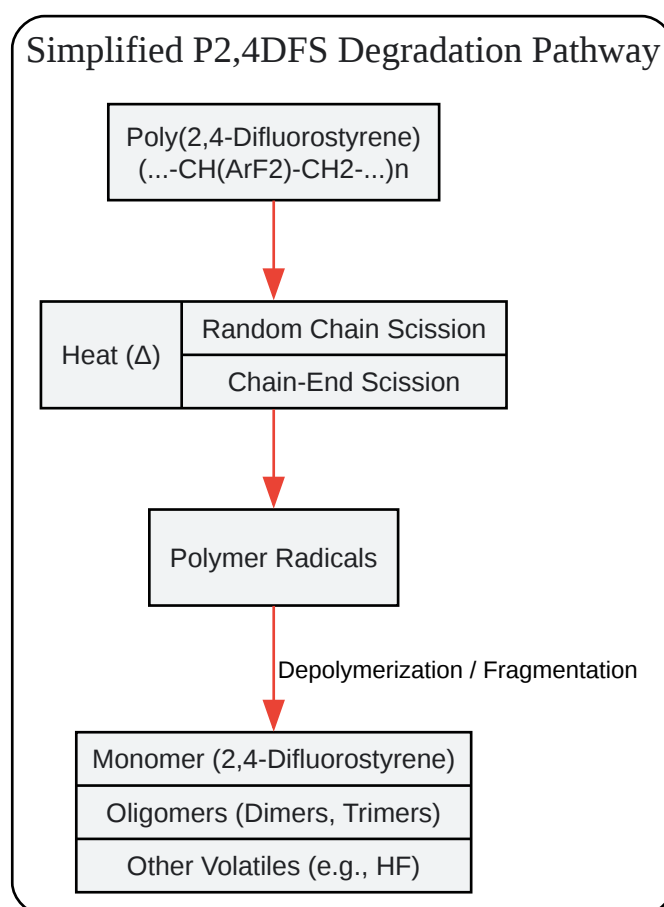 Simplified P2,4DFS Degradation Pathway
Poly(2,4-Difluorostyrene)
(...-CH(ArF2)-CH2-...)n
Heat (Δ)
Random Chain Scission
Chain-End Scission
Polymer Radicals
Depolymerization / Fragmentation
Monomer (2,4-Difluorostyrene)
Oligomers (Dimers, Trimers)
Other Volatiles (e.g., HF)